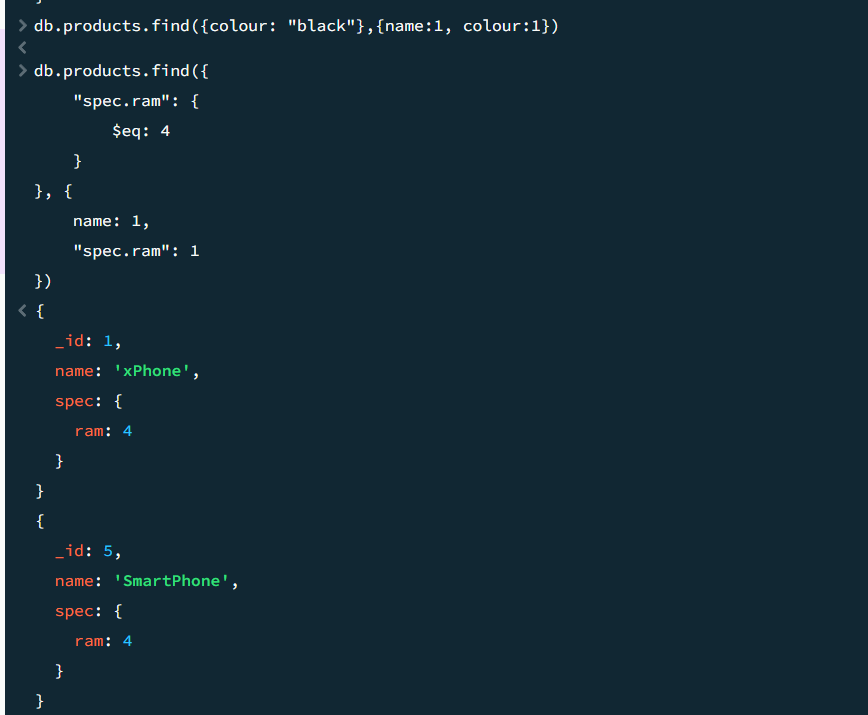 }
> db.products.find({colour: "black"},{name:1, colour:1})
<
> db.products.find({
"spec.ram": {
$eq: 4
}
}, {
name: 1,
"spec.ram": 1
})
< {
_id: 1,
name: 'xPhone',
spec: {
ram: 4
}
}
{
_id: 5,
name: 'SmartPhone',
spec: {
ram: 4
}
}